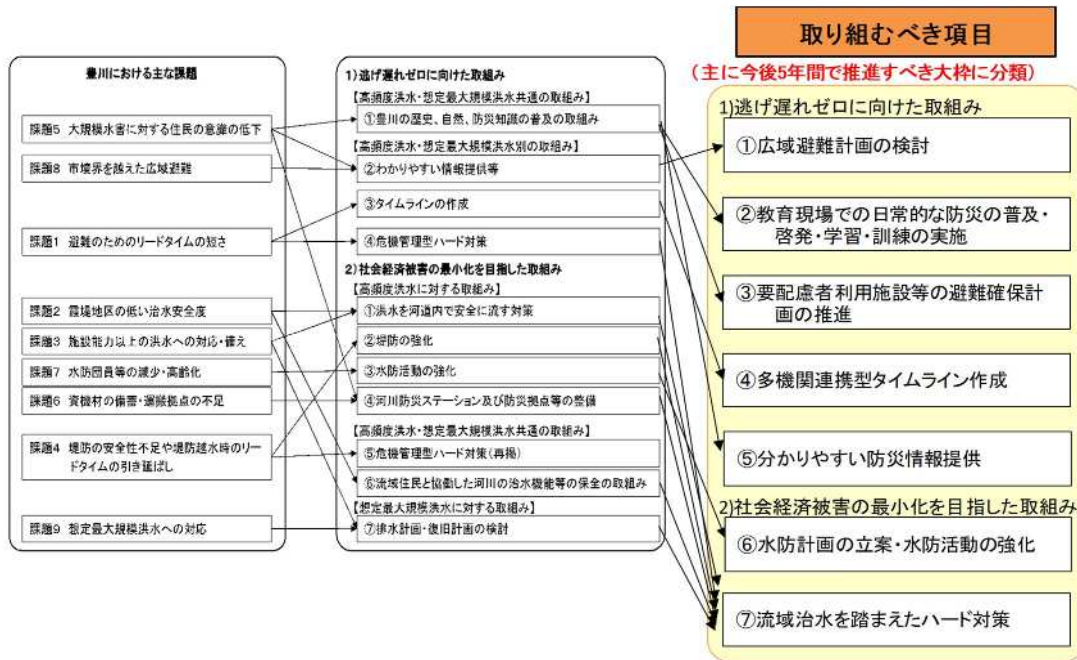 取り組むべき項目
(主に今後5年間で推進すべき大枠に分類)
豊川における主な課題
課題5 大規模水害に対する住民の意識の低下
課題8 市境界を越えた広域避難
課題1 避難のためのリードタイムの短さ
課題2 霞堤地区の低い治水安全度
課題3 施設能力以上の洪水への対応・備え
課題7 水防団員等の減少・高齢化
課題6 資機材の備蓄・運搬拠点の不足
課題4 堤防の安全性不足や堤防越水時のリー
ドタイムの引き延ばし
課題9 想定最大規模洪水への対応
1)逃げ遅れゼロに向けた取組み
【高頻度洪水・想定最大規模洪水共通の取組み】
①豊川の歴史、自然、防災知識の普及の取組み
【高頻度洪水・想定最大規模洪水別の取組み】
②わかりやすい情報提供等
③タイムラインの作成
④危機管理型ハード対策
2)社会経済被害の最小化を目指した取組み
【高頻度洪水に対する取組み】
①洪水を河道内で安全に流す対策
②堤防の強化
③水防活動の強化
④河川防災ステーション及び防災拠点等の整備
【高頻度洪水・想定最大規模洪水共通の取組み】
⑤危機管理型ハード対策(再掲)
⑥流域住民と協働した河川の治水機能等の保全の取組み
【想定最大規模洪水に対する取組み】
⑦排水計画・復旧計画の検討
1)逃げ遅れゼロに向けた取組み
①広域避難計画の検討
②教育現場での日常的な防災の普及・
啓発・学習・訓練の実施
③要配慮者利用施設等の避難確保計
画の推進
④多機関連携型タイムライン作成
⑤分かりやすい防災情報提供
2)社会経済被害の最小化を目指した取組み
⑥水防計画の立案・水防活動の強化
⑦流域治水を踏まえたハード対策